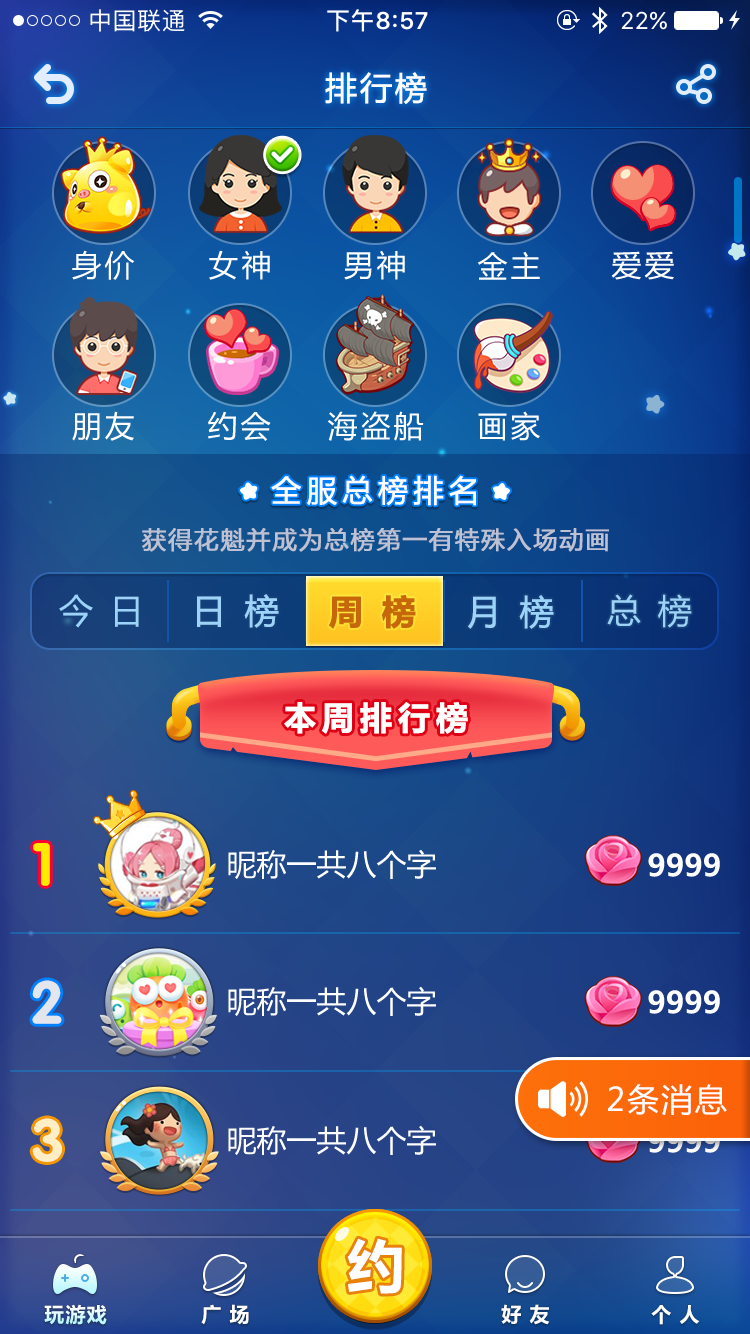 中国联通 下午8:57 22%
排行榜
身价 女神 男神 金主 爱爱
朋友 约会 海盗船 画家
全服总榜排名
获得花魁并成为总榜第一有特殊入场动画
今日 日榜 周榜 月榜 总榜
本周排行榜
1 昵称一共八个字 9999
2 昵称一共八个字 9999
2条消息
3 昵称一共八个字 9999
约
玩游戏 广场 好友 个人